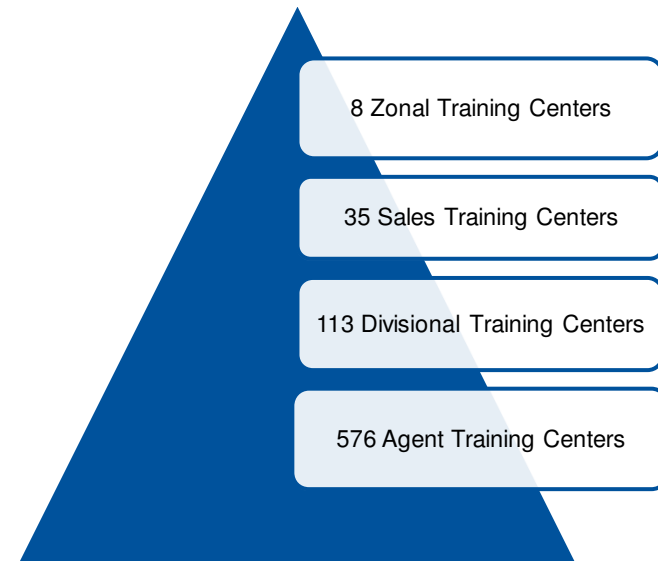 8 Zonal Training Centers
35 Sales Training Centers
113 Divisional Training Centers
576 Agent Training Centers